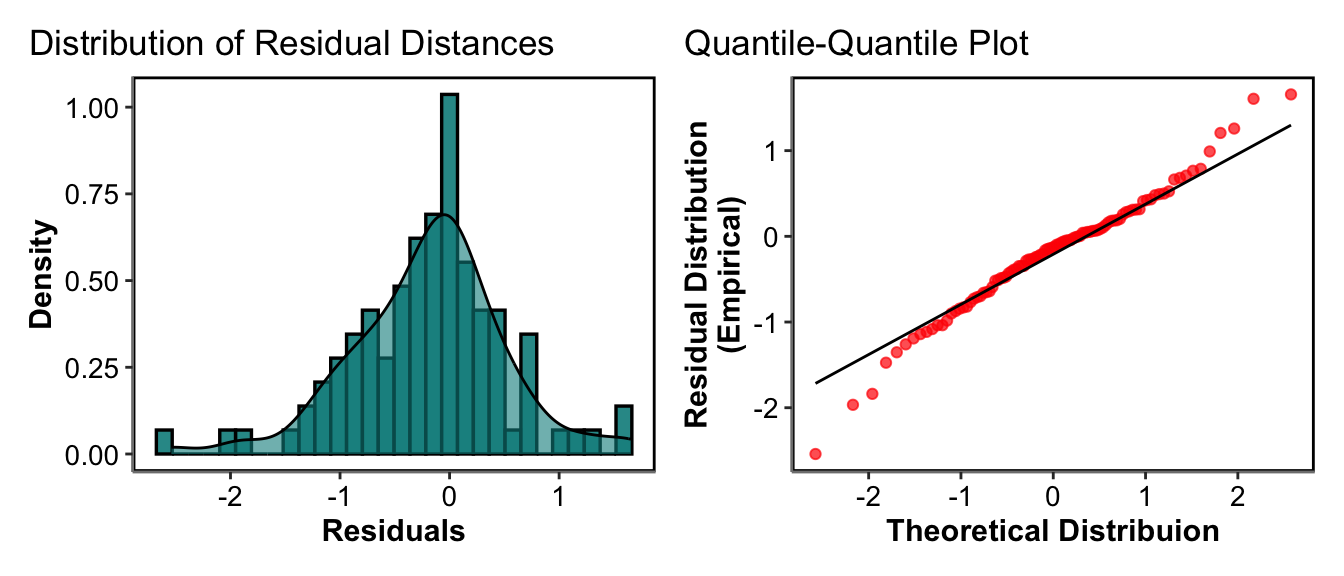 Distribution of Residual Distances
1.00
0.75
0.50
0.25
0.00
Density
-2
-1
0
1
Residuals
Quantile-Quantile Plot
1
0
-1
-2
Residual Distribution
(Empirical)
-2
-1
0
1
2
Theoretical Distribuion